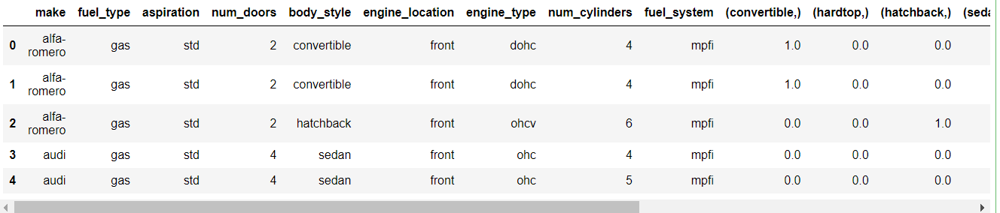 make fuel_type aspiration num_doors body_style engine_location engine_type num_cylinders fuel_system (convertible,) (hardtop,) (hatchback,) (seda
0 alfa-romero gas std 2 convertible front dohc 4 mpfi 1.0 0.0 0.0
1 alfa-romero gas std 2 convertible front dohc 4 mpfi 1.0 0.0 0.0
2 alfa-romero gas std 2 hatchback front ohcv 6 mpfi 0.0 0.0 1.0
3 audi gas std 4 sedan front ohc 4 mpfi 0.0 0.0 0.0
4 audi gas std 4 sedan front ohc 5 mpfi 0.0 0.0 0.0